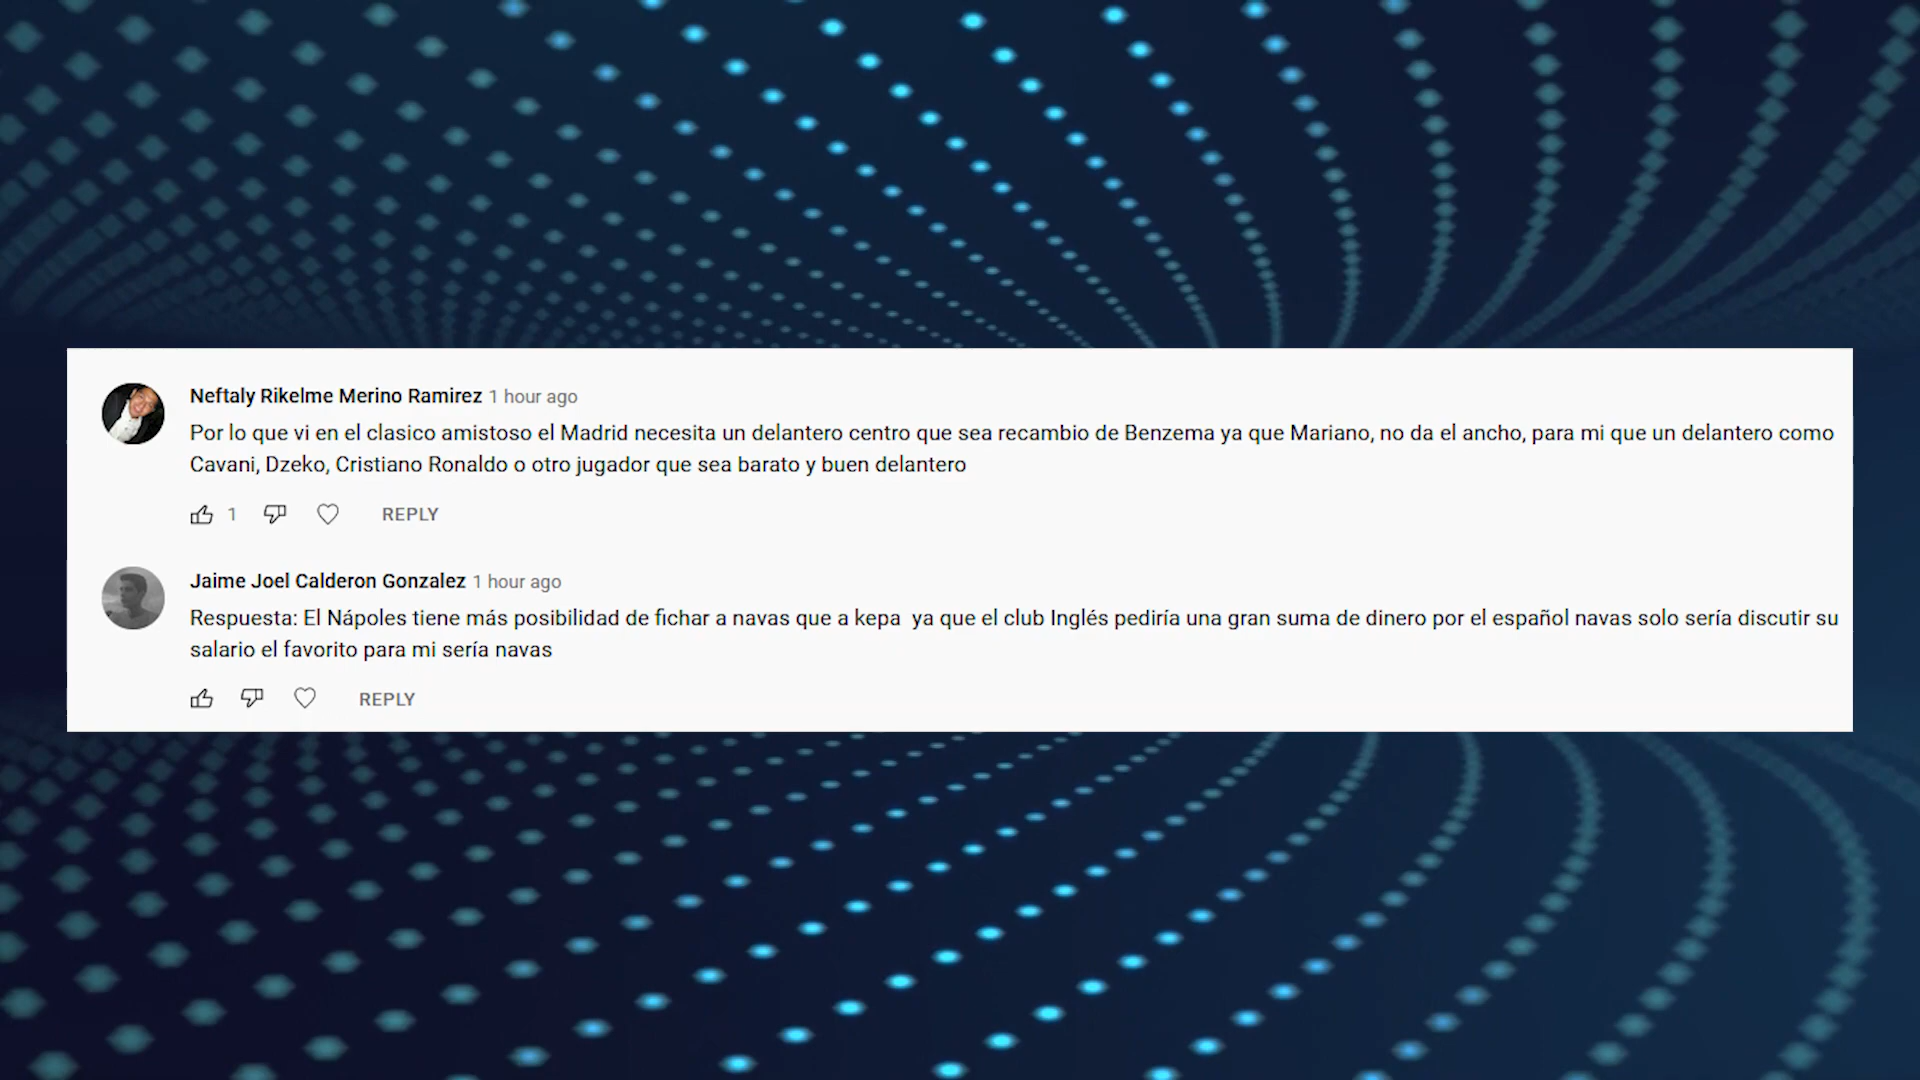 Neftaly Rikelme Merino Ramirez 1 hour ago
Por lo que vi en el clasico amistoso el Madrid necesita un delantero centro que sea recambio de Benzema ya que Mariano, no da el ancho, para mi que un delantero como
Cavani, Dzeko, Cristiano Ronaldo o otro jugador que sea barato y buen delantero
1 REPLY
Jaime Joel Calderon Gonzalez 1 hour ago
Respuesta: El Nápoles tiene más posibilidad de fichar a navas que a kepa  ya que el club Inglés pediría una gran suma de dinero por el español navas solo sería discutir su
salario el favorito para mi sería navas
REPLY